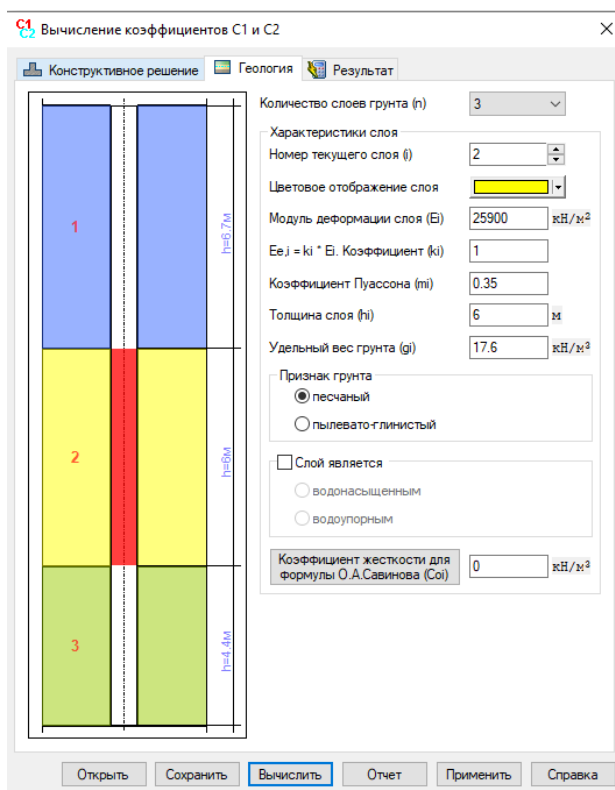 C1
C2 Вычисление коэффициентов C1 и C2
Конструктивное решение Геология Результат
Количество слоев грунта (n) 3
Характеристики слоя
Номер текущего слоя (i) 2
Цветовое отображение слоя
Модуль деформации слоя (Ei) 25900 кН/м²
Ee,i = ki * Ei. Коэффициент (ki) 1
Коэффициент Пуассона (mi) 0.35
Толщина слоя (hi) 6 м
Удельный вес грунта (gi) 17.6 кН/м³
Признак грунта
песчаный
пылевато-глинистый
Слой является
водонасыщенным
водоупорным
Коэффициент жесткости для
формулы О.А.Савинова (Coi) 0 кН/м³
1
h=6.7м
2
h=6м
3
h=4.4м
Открыть Сохранить Вычислить Отчет Применить Справка